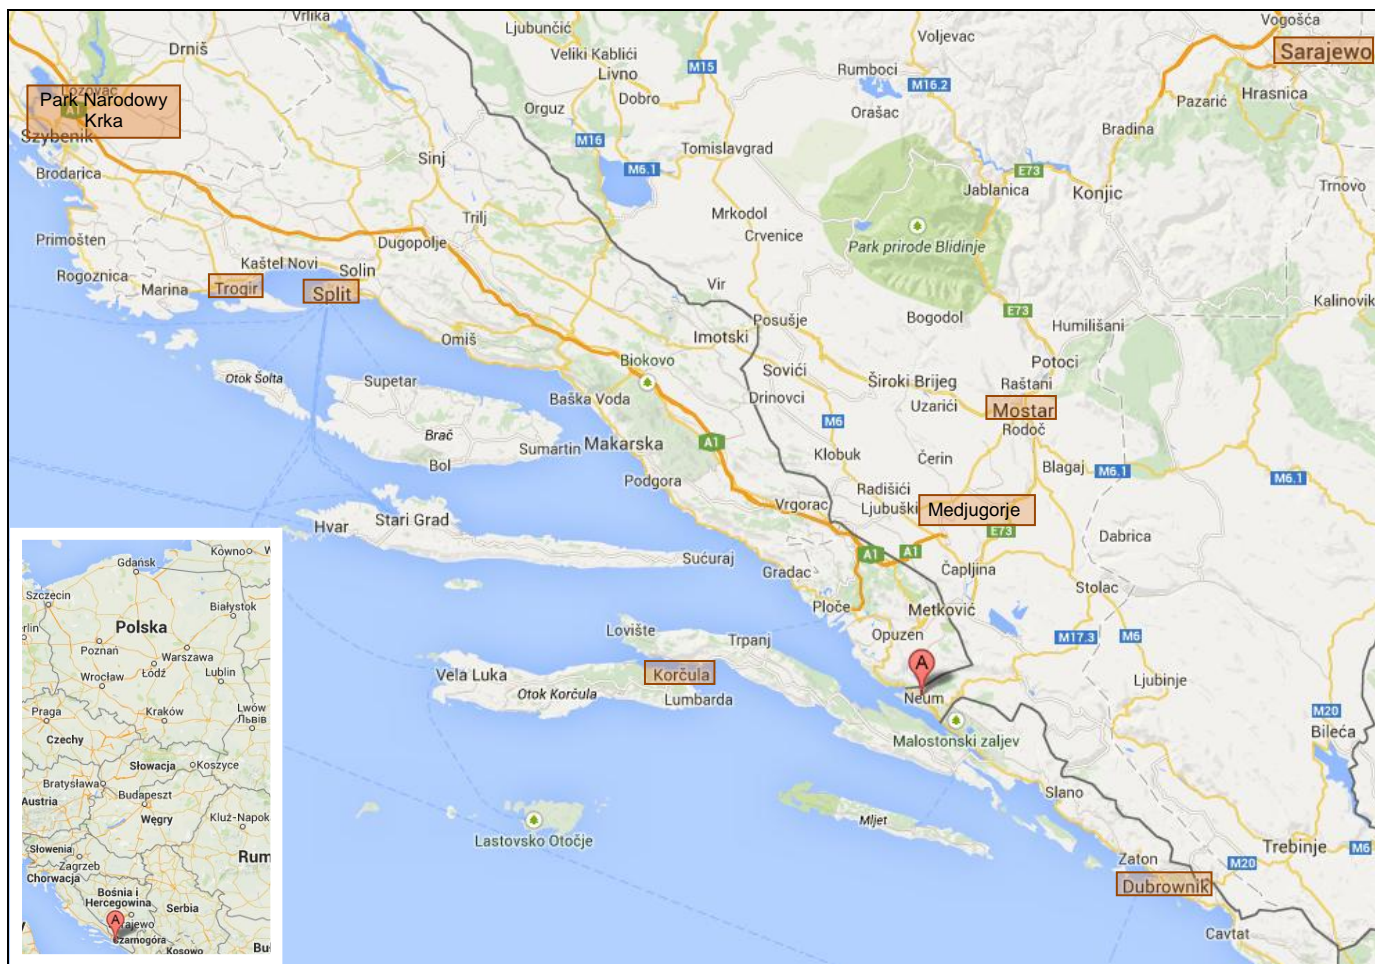 Vrlika
Ljubunčić
Vogošća
Voljevac
Drniš
Veliki Kablići
Sarajewo
Livno
M15
Rumboci
M16.2
Hrasnica
Park Narodowy
Krka
Lozovac
A1
Dobro
Orguz
Orašac
Pazarić
Szybenik
Bradina
M16
Tomislavgrad
Sinj
Brodarica
M6.1
E73
Jablanica
Konjic
Trnovo
Trilj
Mrkodol
Crvenice
Primošten
Dugopolje
Park prirode Blidinje
Kaštel Novi
Solin
Rogoznica
Marina
Trogir
Split
Vir
Kalinovik
E73
Posušje
Bogodol
Humilišani
Omiš
Imotski
Biokovo
Potoci
Otok Šolta
Supetar
Sovići
Široki Brijeg
Raštani
Baška Voda
Drinovci
Uzarići
Mostar
M6
Rodoč
Brač
Sumartin
Makarska
A1
Klobuk
Čerin
Bol
Blagaj
M6.1
M6.1
Podgora
Radišići
Vrgorac
Ljubuški
Medjugorje
Hvar
Stari Grad
E73
Dabrica
Sućuraj
A1
A1
Gradac
Čapljina
Stolac
Ploče
Metković
Lovište
Trpanj
Opuzen
M17.3
M6
Vela Luka
Korčula
A
Otok Korčula
Lumbarda
Neum
Ljubinje
M20
Malostonski zaljev
Bileća
Slano
Lastovsko Otočje
Mljet
Trebinje
M6
Zaton
M20
Dubrownik
Cavtat
Gdańsk
Kowno
W
Szczecin
Białystok
rlin
Polska
Poznań
Warszawa
Łódź
Lublin
Wrocław
Praga
Kraków
Lwów
Львів
Czechy
Słowacja
Koszyce
Bratysława
Austria
Budapeszt
Węgry
Kluż-Napok
Słowenia
Zagrzeb
Rum
Chorwacja
Bośnia i
Hercegowina
Serbia
A
rajewo
Czarnogóra
Kosowo
Bu